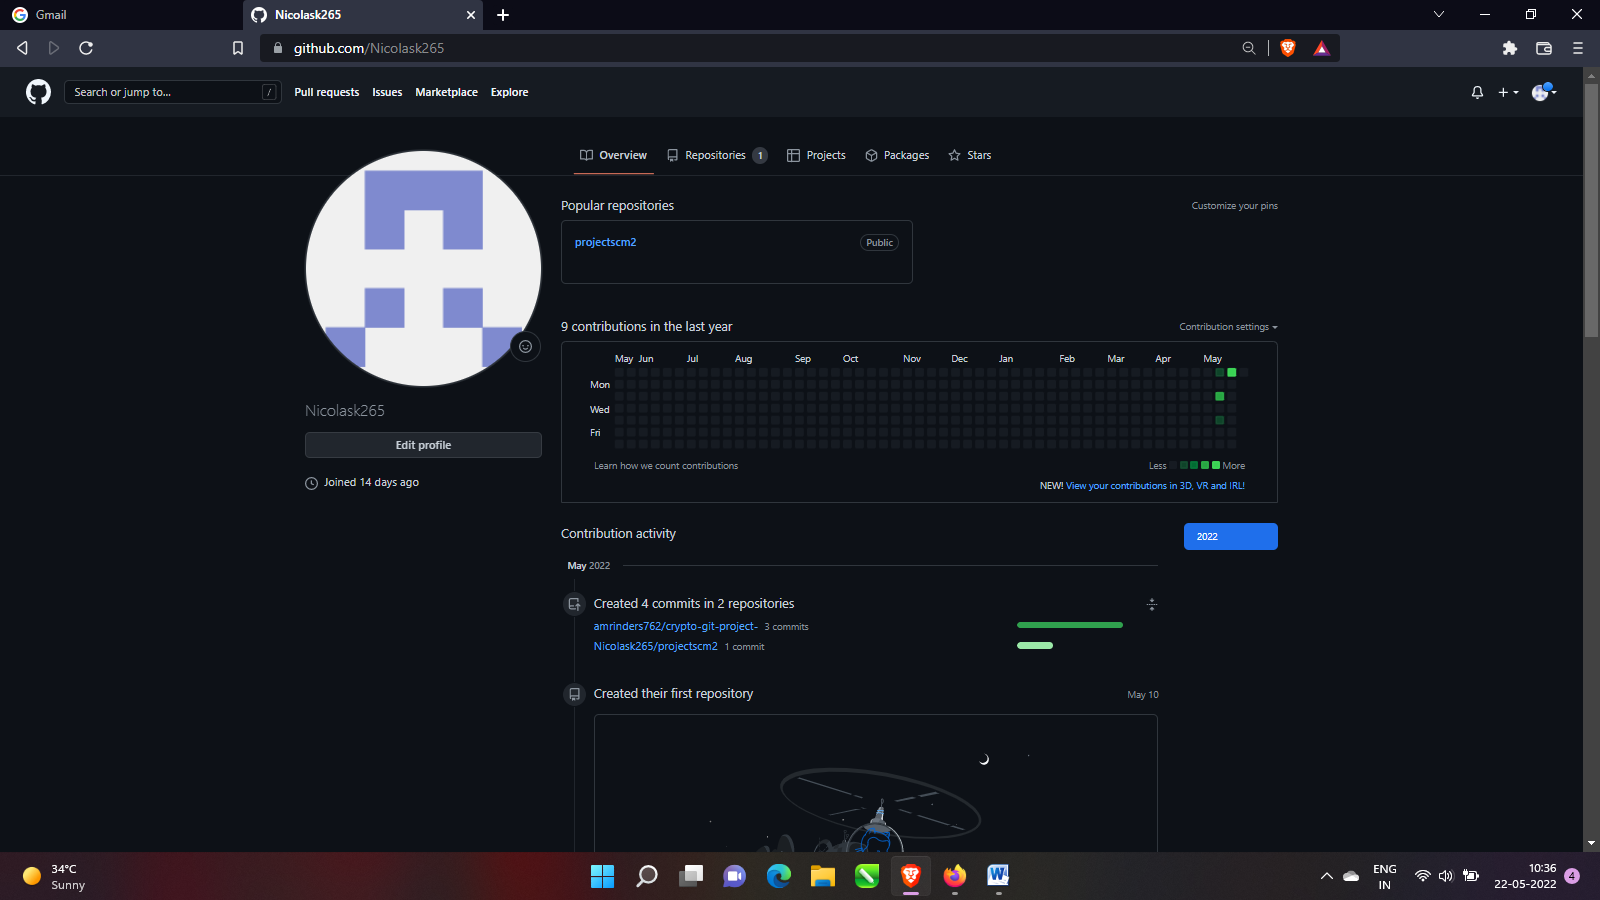 Gmail
Nicolask265
github.com/Nicolask265
Search or jump to...
/
Pull requests
Issues
Marketplace
Explore
Overview
Repositories 1
Projects
Packages
Stars
Popular repositories
Customize your pins
projectscm2
Public
9 contributions in the last year
Contribution settings
May Jun Jul Aug Sep Oct Nov Dec Jan Feb Mar Apr May
Mon
Wed
Fri
Learn how we count contributions
Less
More
NEW! View your contributions in 3D, VR and IRL!
Nicolask265
Edit profile
Joined 14 days ago
Contribution activity
2022
May 2022
Created 4 commits in 2 repositories
amrinders762/crypto-git-project- 3 commits
Nicolask265/projectscm2 1 commit
Created their first repository
May 10
34°C
Sunny
W
ENG
IN
10:36
22-05-2022
4